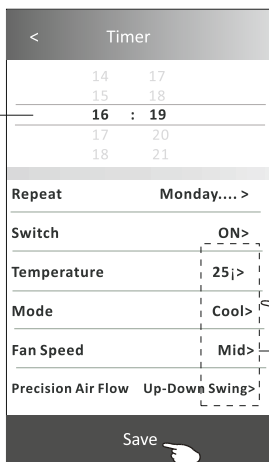 < Timer
14 17
15 18
16 : 19
17 20
18 21
Repeat Monday.... >
Switch ON>
Temperature 25¡>
Mode Cool>
Fan Speed Mid>
Precision Air Flow Up-Down Swing>
Save